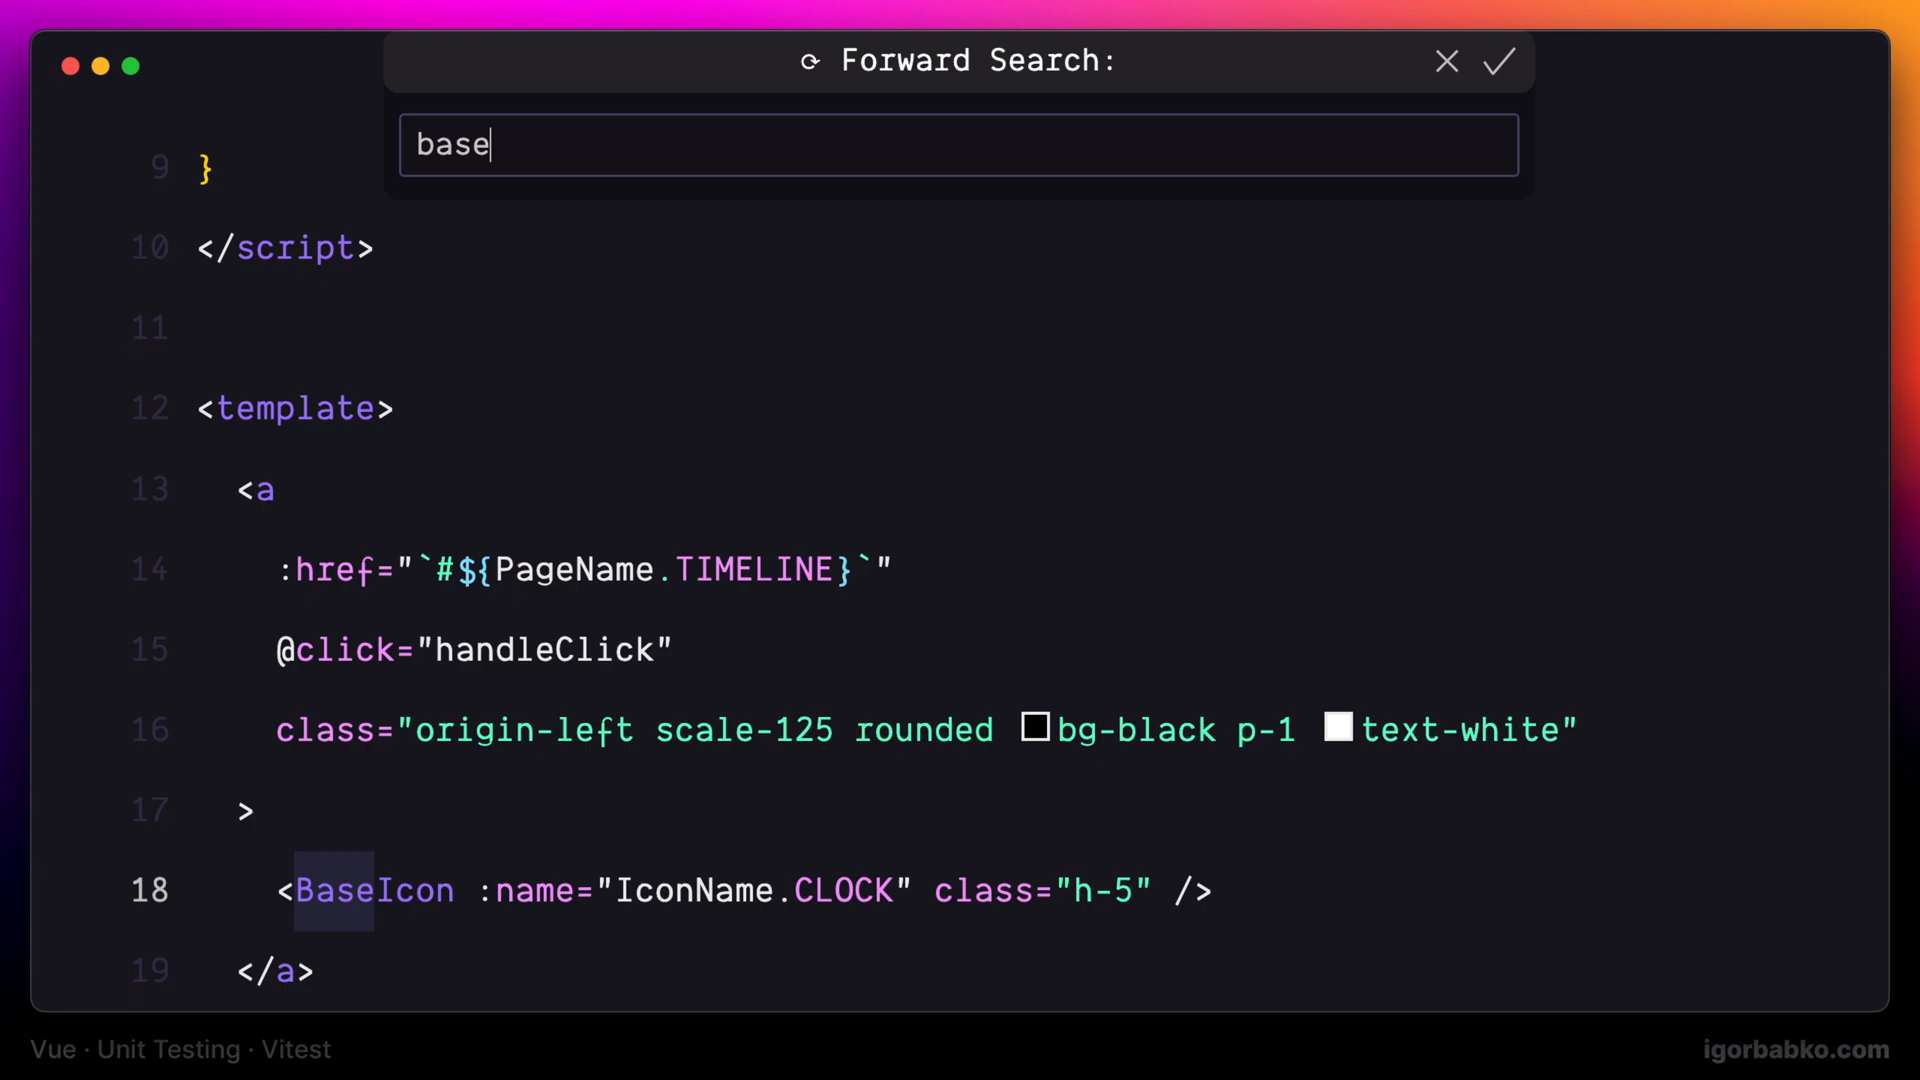 ⟳ Forward Search:
base
9 }
10 </script>
11
12 <template>
13 <a
14 :href="`#${PageName.TIMELINE}`"
15 @click="handleClick"
16 class="origin-left scale-125 rounded bg-black p-1 text-white"
17 >
18 <BaseIcon :name="IconName.CLOCK" class="h-5" />
19 </a>
Vue · Unit Testing · Vitest
igorbabko.com